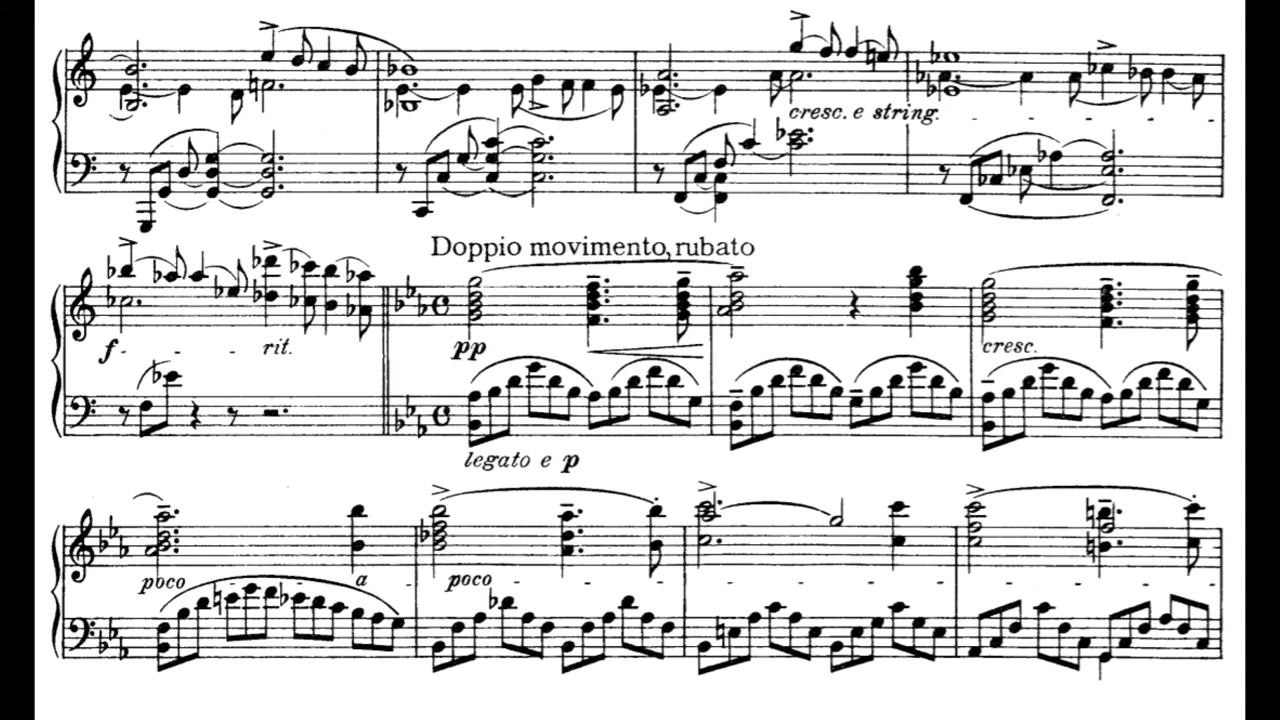 cresc. e string.
Doppio movimento, rubato
f rit.
pp cresc.
legato e p
poco a poco